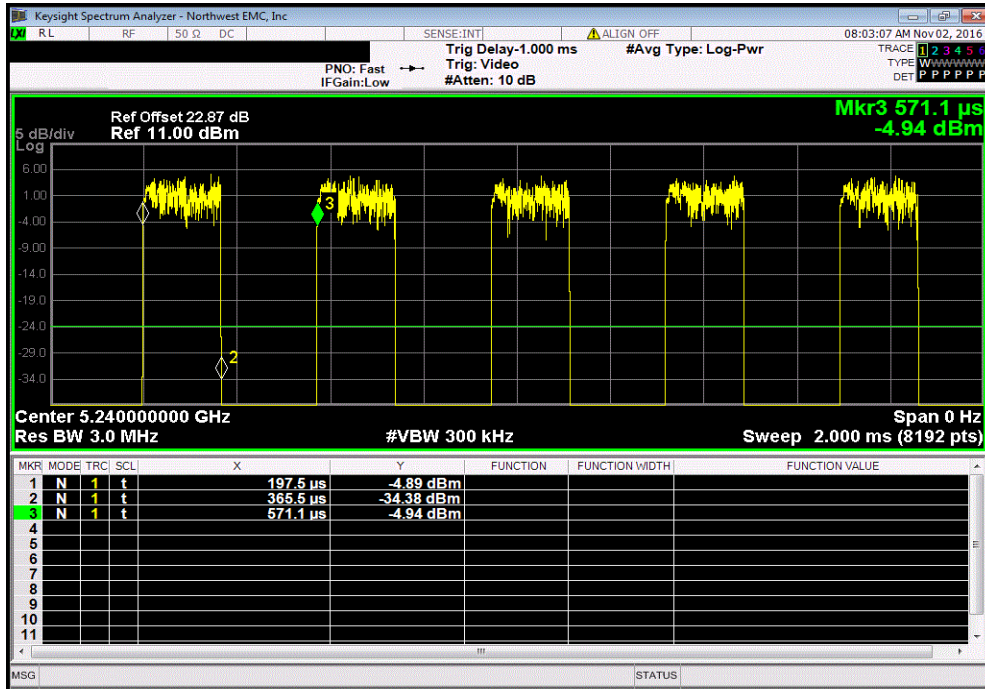 Keysight Spectrum Analyzer - Northwest EMC, Inc
LXI RL RF 50 Ω DC SENSE:INT ALIGN OFF 08:03:07 AM Nov 02, 2016
Trig Delay-1.000 ms #Avg Type: Log-Pwr TRACE 1 2 3 4 5 6
PNO: Fast Trig: Video TYPE WWWWWW
IFGain:Low #Atten: 10 dB DET P P P P P P
Mkr3 571.1 µs
-4.94 dBm
Ref Offset 22.87 dB
5 dB/div Ref 11.00 dBm
Log
6.00
1.00
-4.00
-9.00
-14.0
-19.0
-24.0
-29.0
-34.0
3
2
Center 5.240000000 GHz Span 0 Hz
Res BW 3.0 MHz #VBW 300 kHz Sweep 2.000 ms (8192 pts)
MKR MODE TRC SCL X Y FUNCTION FUNCTION WIDTH FUNCTION VALUE
1 N 1 t 197.5 µs -4.89 dBm
2 N 1 t 365.5 µs -34.38 dBm
3 N 1 t 571.1 µs -4.94 dBm
4
5
6
7
8
9
10
11
MSG STATUS